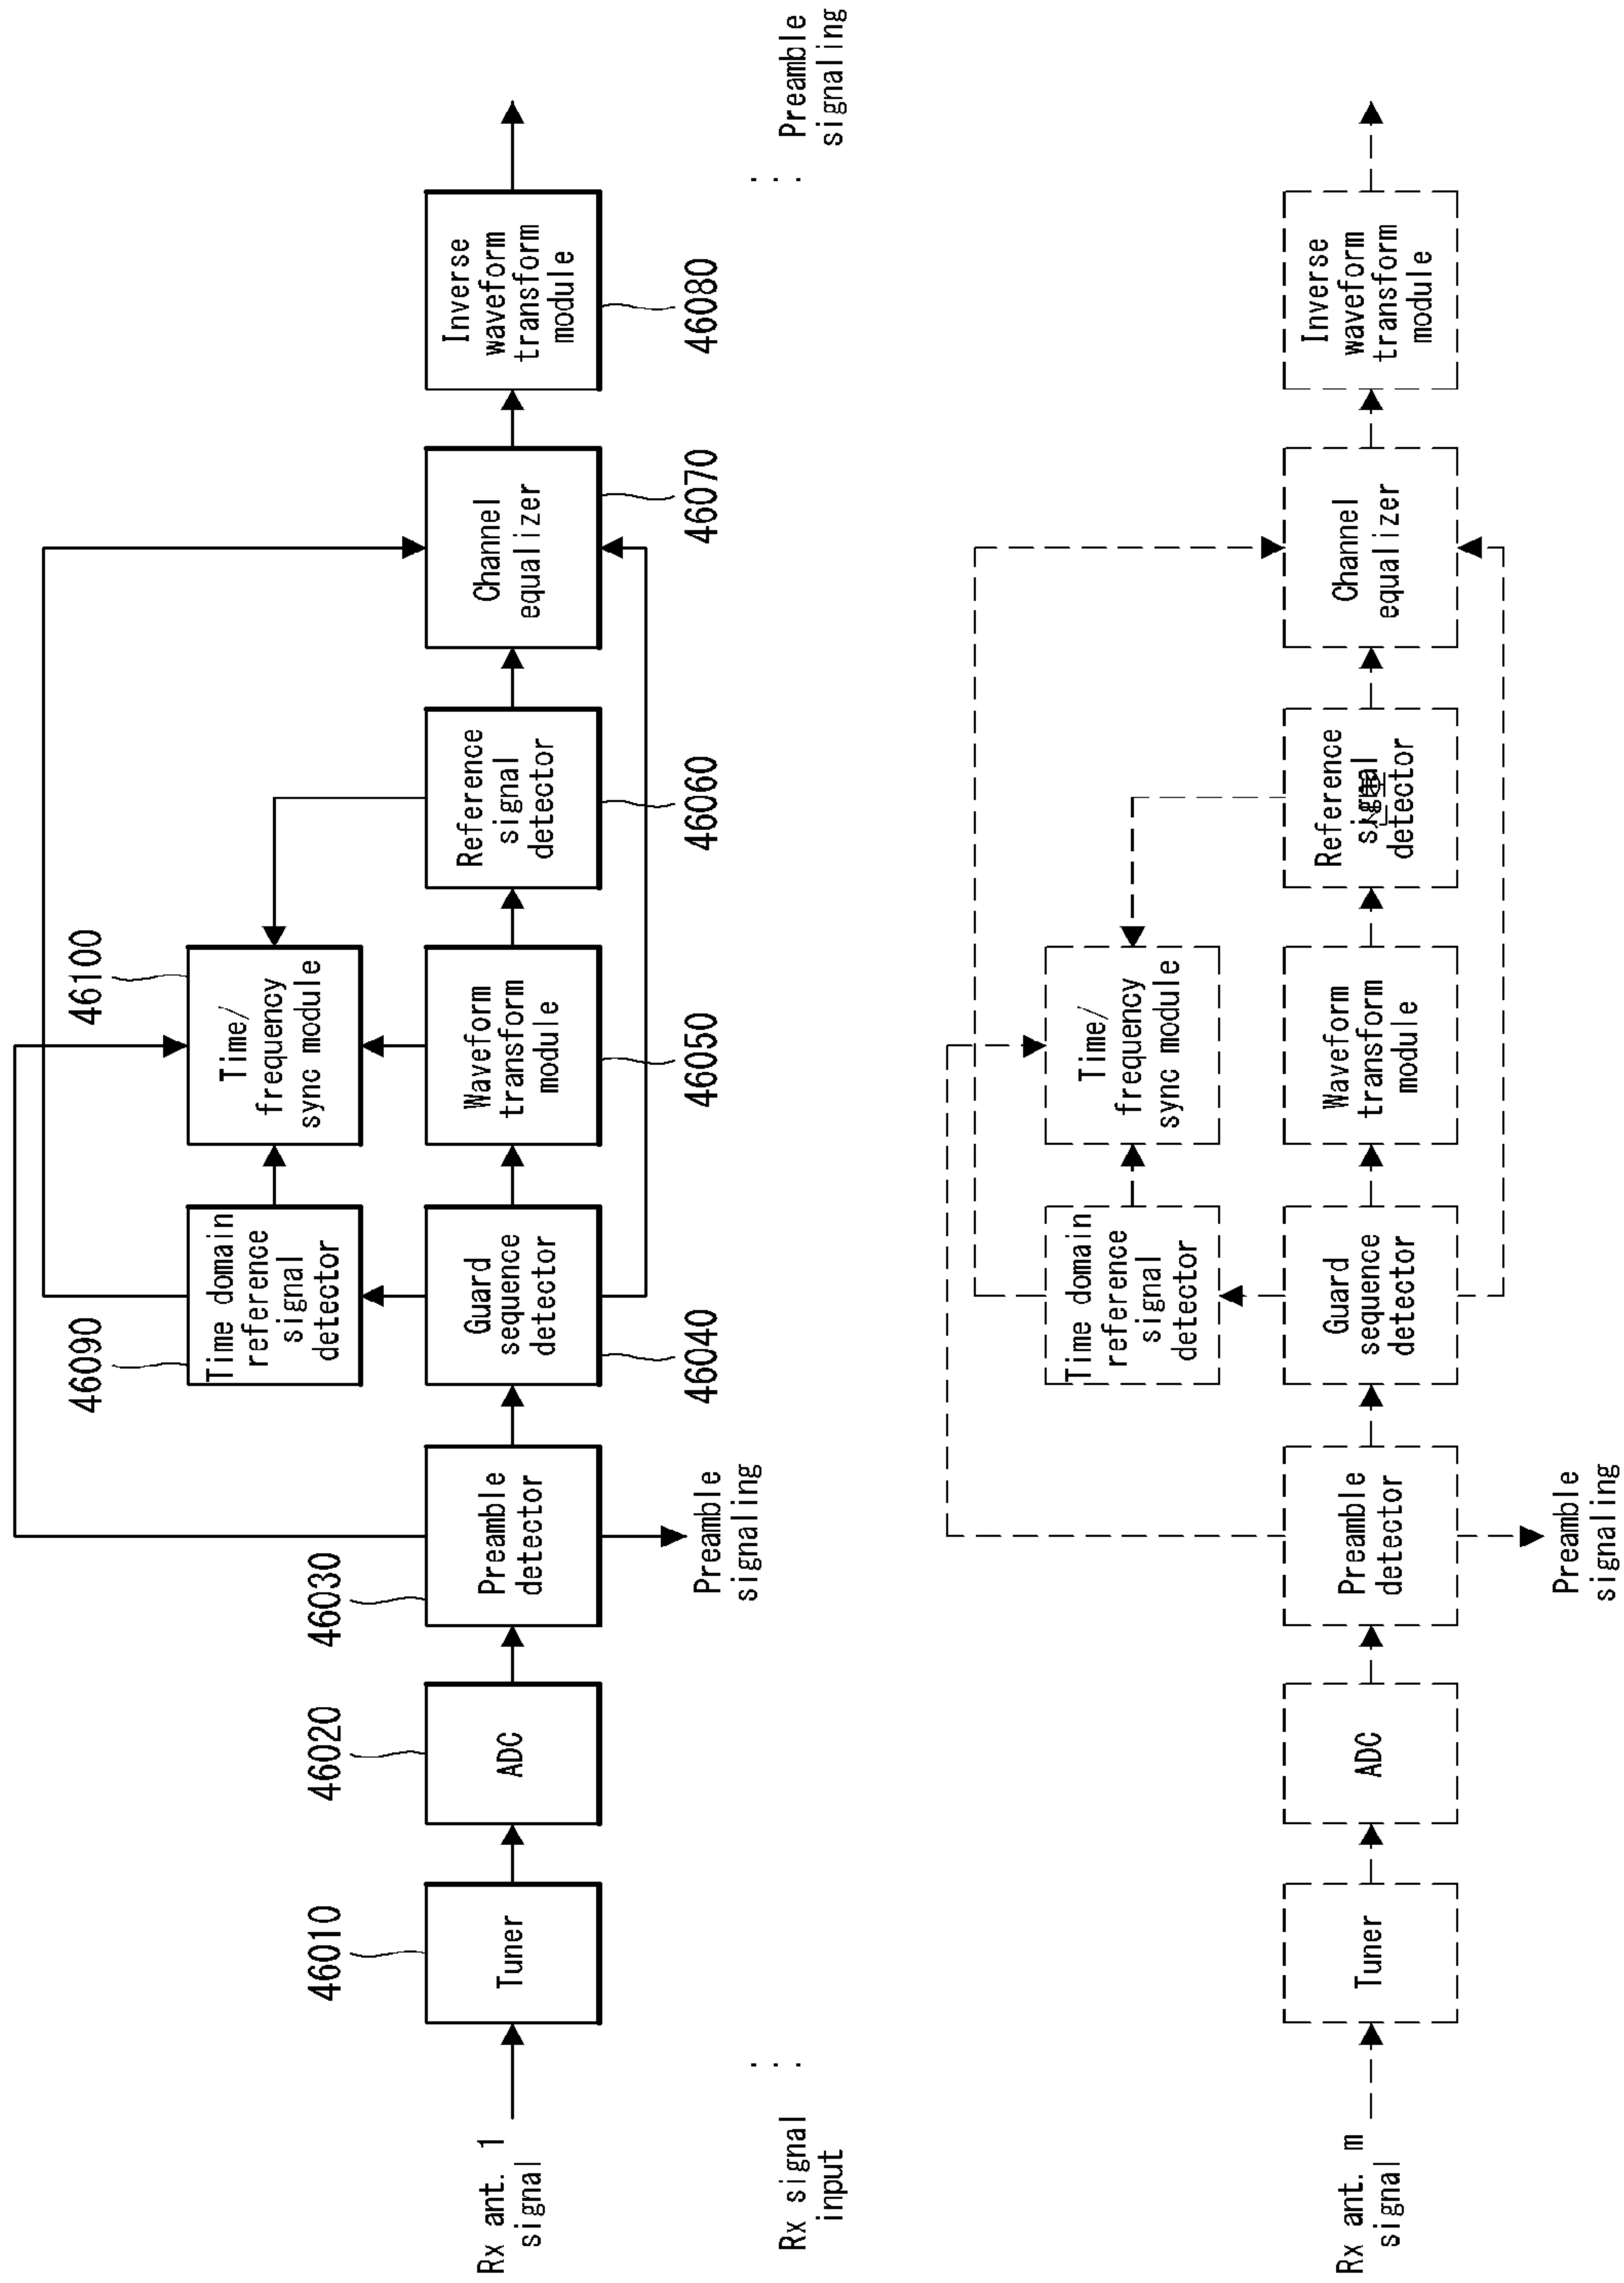 46090
46100
Time domain
reference
signal
detector
Time/
frequency
sync module
46010
46020
46030
Rx ant. 1
signal
Tuner
ADC
Preamble
detector
Guard
sequence
detector
Waveform
transform
module
Reference
signal
detector
Channel
equalizer
Inverse
waveform
transform
module
46040
46050
46060
46070
46080
Preamble
signaling
Rx signal
input
...
...
Preamble
signaling
Time domain
reference
signal
detector
Time/
frequency
sync module
Rx ant. m
signal
Tuner
ADC
Preamble
detector
Guard
sequence
detector
Waveform
transform
module
Reference
signal
detector
Channel
equalizer
Inverse
waveform
transform
module
Preamble
signaling